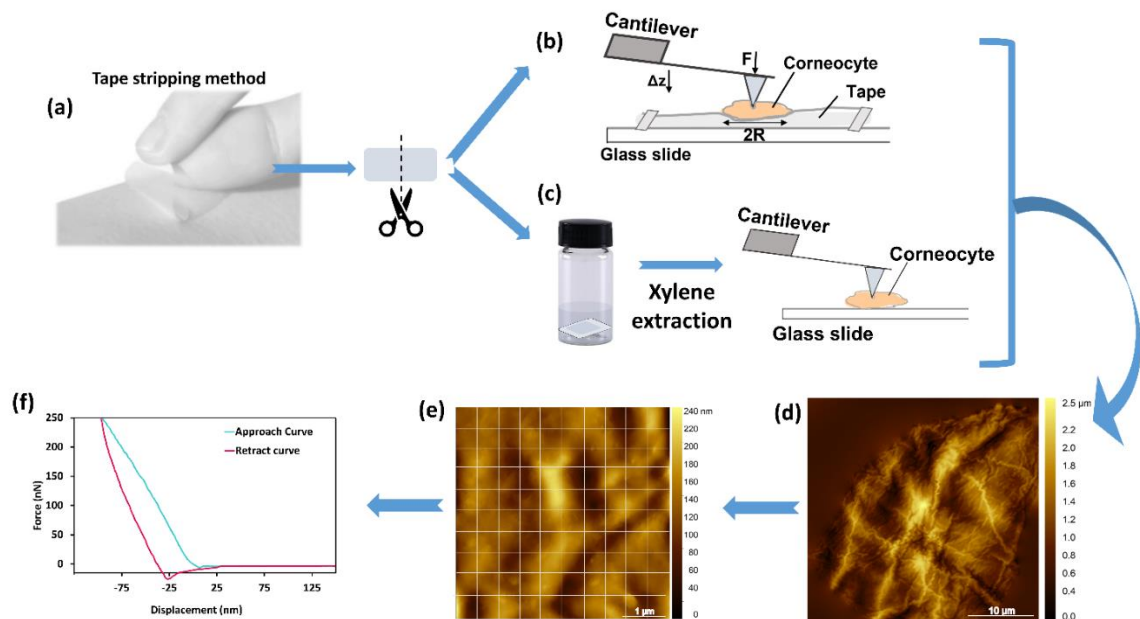 Tape stripping method
(a)
(b)
Cantilever
F
Δz
Corneocyte
Tape
2R
Glass slide
(c)
Xylene
extraction
Cantilever
Corneocyte
Glass slide
(f)
250
200
150
100
50
0
Force (nN)
Approach Curve
Retract curve
-75
-25
25
75
125
Displacement (nm)
(e)
240 nm
200
180
160
140
120
100
80
60
40
20
0
1 µm
(d)
2.5 µm
2.2
2.0
1.8
1.6
1.4
1.2
1.0
0.8
0.6
0.4
0.0
10 µm